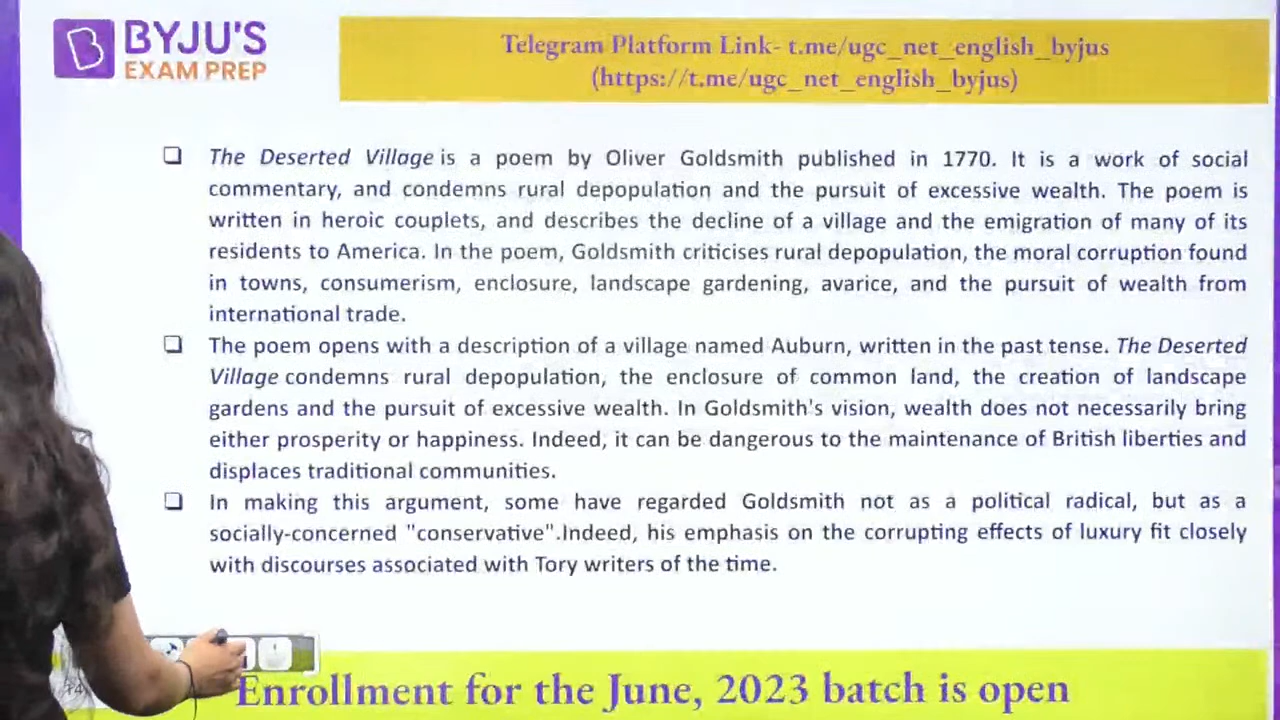 BYJU'S
EXAM PREP
Telegram Platform Link- t.me/ugc_net_english_byjus
(https://t.me/ugc_net_english_byjus)
❑ The Deserted Village is a poem by Oliver Goldsmith published in 1770. It is a work of social
commentary, and condemns rural depopulation and the pursuit of excessive wealth. The poem is
written in heroic couplets, and describes the decline of a village and the emigration of many of its
residents to America. In the poem, Goldsmith criticises rural depopulation, the moral corruption found
in towns, consumerism, enclosure, landscape gardening, avarice, and the pursuit of wealth from
international trade.
❑ The poem opens with a description of a village named Auburn, written in the past tense. The Deserted
Village condemns rural depopulation, the enclosure of common land, the creation of landscape
gardens and the pursuit of excessive wealth. In Goldsmith's vision, wealth does not necessarily bring
either prosperity or happiness. Indeed, it can be dangerous to the maintenance of British liberties and
displaces traditional communities.
❑ In making this argument, some have regarded Goldsmith not as a political radical, but as a
socially-concerned "conservative".Indeed, his emphasis on the corrupting effects of luxury fit closely
with discourses associated with Tory writers of the time.
Enrollment for the June, 2023 batch is open